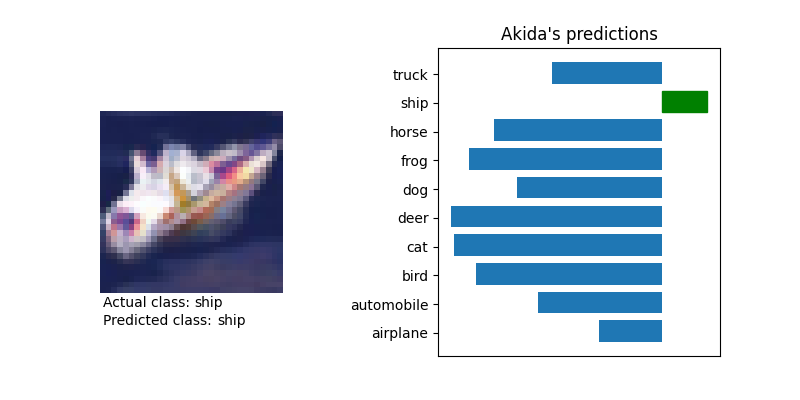 Akida's predictions
truck
ship
horse
frog
dog
deer
cat
bird
automobile
airplane
Actual class: ship
Predicted class: ship